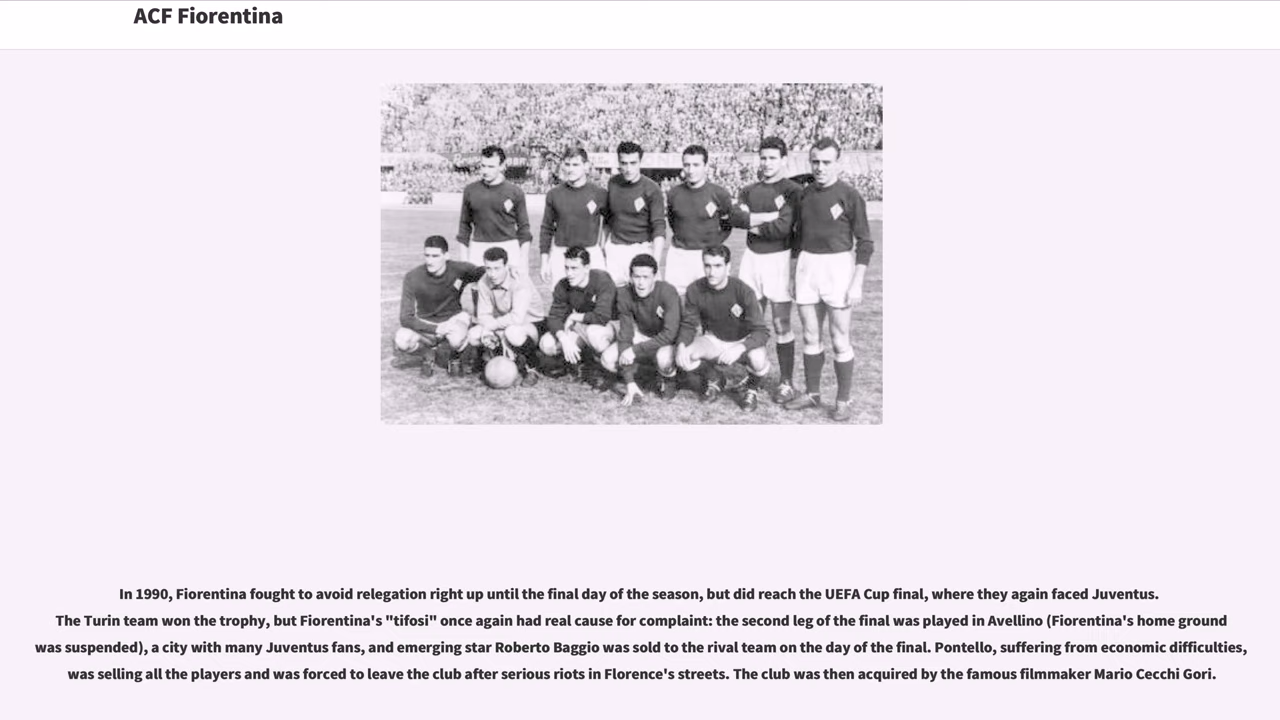 ACF Fiorentina
In 1990, Fiorentina fought to avoid relegation right up until the final day of the season, but did reach the UEFA Cup final, where they again faced Juventus.
The Turin team won the trophy, but Fiorentina's "tifosi" once again had real cause for complaint: the second leg of the final was played in Avellino (Fiorentina's home ground
was suspended), a city with many Juventus fans, and emerging star Roberto Baggio was sold to the rival team on the day of the final. Pontello, suffering from economic difficulties,
was selling all the players and was forced to leave the club after serious riots in Florence's streets. The club was then acquired by the famous filmmaker Mario Cecchi Gori.